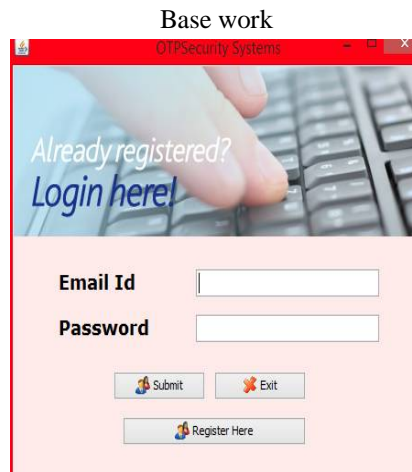 Base work
OTPSecurity Systems
Already registered?
Login here!
Email Id
Password
Submit Exit
Register Here